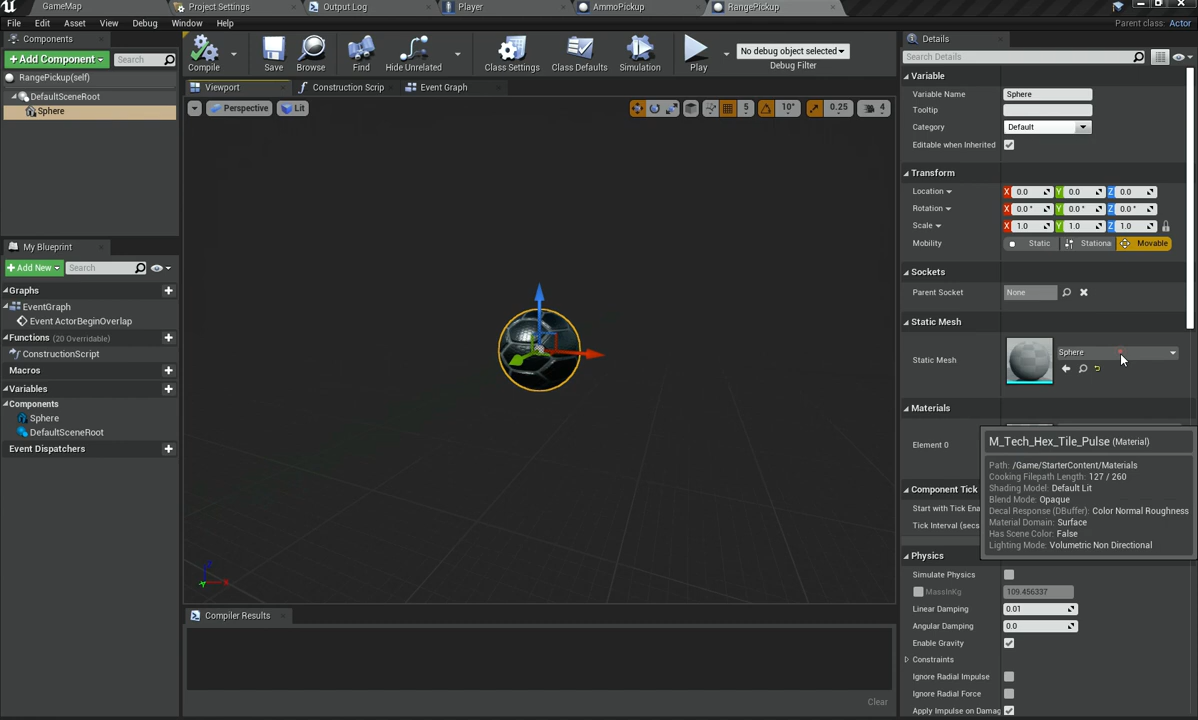 GameMap
Project Settings
Output Log
Player
AmmoPickup
RangePickup
File Edit Asset View Debug Window Help
Parent class: Actor
Components
+ Add Component
Search
RangePickup(self)
DefaultSceneRoot
Sphere
Compile
Save
Browse
Find
Hide Unrelated
Class Settings
Class Defaults
Simulation
Play
No debug object selected
Debug Filter
Viewport
Construction Scrip
Event Graph
Perspective
Lit
5
10°
0.25
4
My Blueprint
+ Add New
Search
Graphs
EventGraph
Event ActorBeginOverlap
Functions (20 Overridable)
ConstructionScript
Macros
Variables
Components
Sphere
DefaultSceneRoot
Event Dispatchers
Compiler Results
Clear
Details
Search Details
Variable
Variable Name Sphere
Tooltip
Category Default
Editable when Inherited
Transform
Location X 0.0 Y 0.0 Z 0.0
Rotation X 0.0 ° Y 0.0 ° Z 0.0 °
Scale X 1.0 Y 1.0 Z 1.0
Mobility Static Stationa Movable
Sockets
Parent Socket None
Static Mesh
Static Mesh Sphere
Materials
Element 0
M_Tech_Hex_Tile_Pulse (Material)
Path: /Game/StarterContent/Materials
Cooking Filepath Length: 127 / 260
Shading Model: Default Lit
Blend Mode: Opaque
Decal Response (DBuffer): Color Normal Roughness
Material Domain: Surface
Has Scene Color: False
Lighting Mode: Volumetric Non Directional
Component Tick
Start with Tick Ena
Tick Interval (secs
Physics
Simulate Physics
MassInKg 109.456337
Linear Damping 0.01
Angular Damping 0.0
Enable Gravity
Constraints
Ignore Radial Impulse
Ignore Radial Force
Apply Impulse on Damag